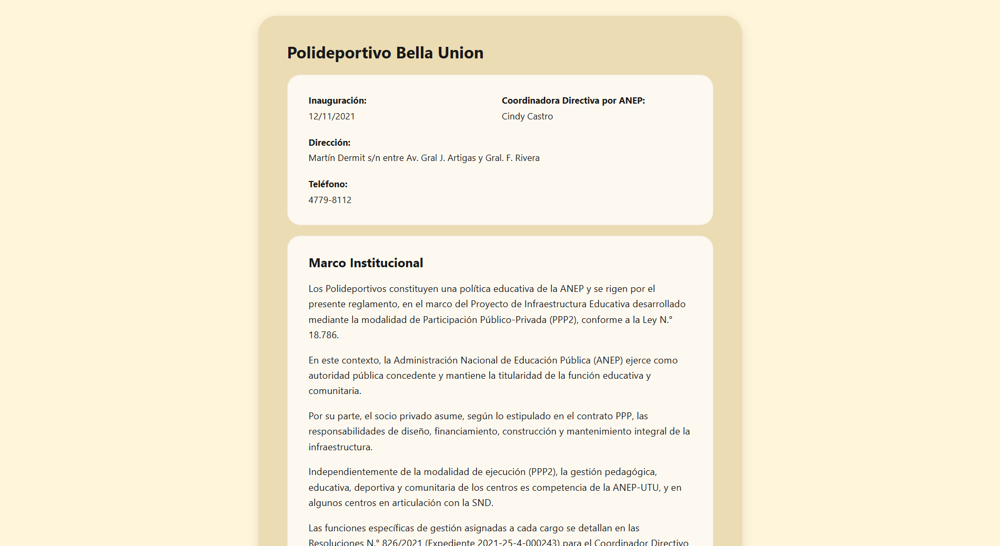 Polideportivo Bella Union
Inauguración:
12/11/2021
Coordinadora Directiva por ANEP:
Cindy Castro
Dirección:
Martín Dermit s/n entre Av. Gral J. Artigas y Gral. F. Rivera
Teléfono:
4779-8112
Marco Institucional
Los Polideportivos constituyen una política educativa de la ANEP y se rigen por el
presente reglamento, en el marco del Proyecto de Infraestructura Educativa desarrollado
mediante la modalidad de Participación Público-Privada (PPP2), conforme a la Ley N.°
18.786.
En este contexto, la Administración Nacional de Educación Pública (ANEP) ejerce como
autoridad pública concedente y mantiene la titularidad de la función educativa y
comunitaria.
Por su parte, el socio privado asume, según lo estipulado en el contrato PPP, las
responsabilidades de diseño, financiamiento, construcción y mantenimiento integral de la
infraestructura.
Independientemente de la modalidad de ejecución (PPP2), la gestión pedagógica,
educativa, deportiva y comunitaria de los centros es competencia de la ANEP-UTU, y en
algunos centros en articulación con la SND.
Las funciones específicas de gestión asignadas a cada cargo se detallan en las
Resoluciones N.° 826/2021 (Expediente 2021-25-4-000243) para el Coordinador Directivo